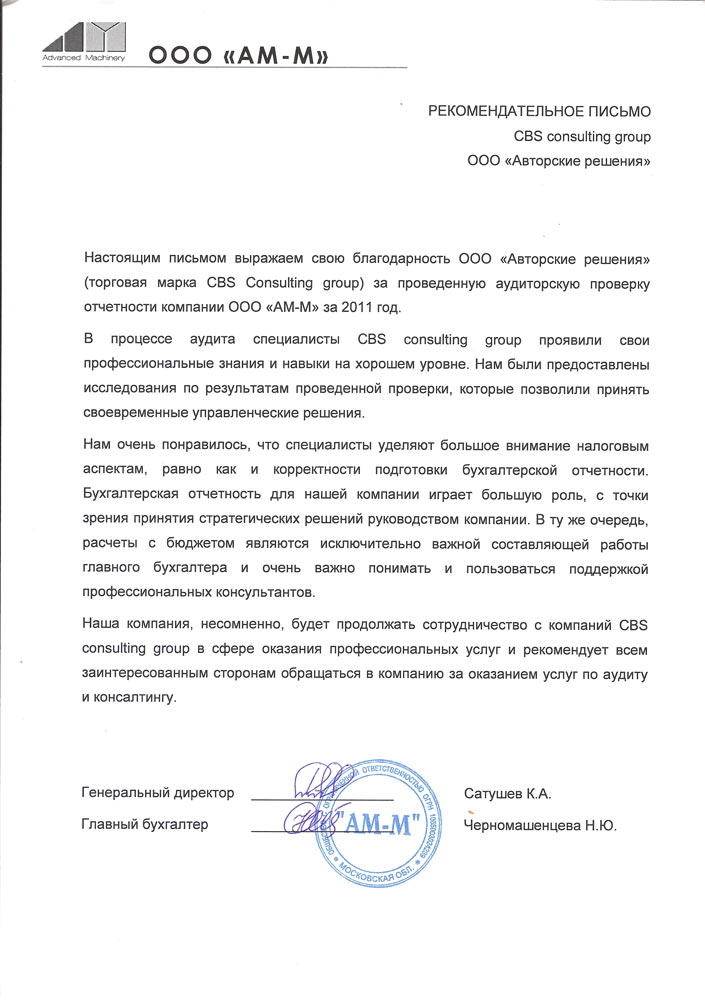 Advanced Machinery
ООО «АМ-М»
РЕКОМЕНДАТЕЛЬНОЕ ПИСЬМО
CBS consulting group
ООО «Авторские решения»
Настоящим письмом выражаем свою благодарность ООО «Авторские решения»
(торговая марка CBS Consulting group) за проведенную аудиторскую проверку
отчетности компании ООО «АМ-М» за 2011 год.
В процессе аудита специалисты CBS consulting group проявили свои
профессиональные знания и навыки на хорошем уровне. Нам были предоставлены
исследования по результатам проведенной проверки, которые позволили принять
своевременные управленческие решения.
Нам очень понравилось, что специалисты уделяют большое внимание налоговым
аспектам, равно как и корректности подготовки бухгалтерской отчетности.
Бухгалтерская отчетность для нашей компании играет большую роль, с точки
зрения принятия стратегических решений руководством компании. В ту же очередь,
расчеты с бюджетом являются исключительно важной составляющей работы
главного бухгалтера и очень важно понимать и пользоваться поддержкой
профессиональных консультантов.
Наша компания, несомненно, будет продолжать сотрудничество с компаний CBS
consulting group в сфере оказания профессиональных услуг и рекомендует всем
заинтересованным сторонам обращаться в компанию за оказанием услуг по аудиту
и консалтингу.
Генеральный директор
Сатушев К.А.
Главный бухгалтер
Черномашенцева Н.Ю.
ОТВЕТСТВЕННОСТЬЮ ОГРН
"АМ-М"
МОСКОВСКАЯ ОБЛ.